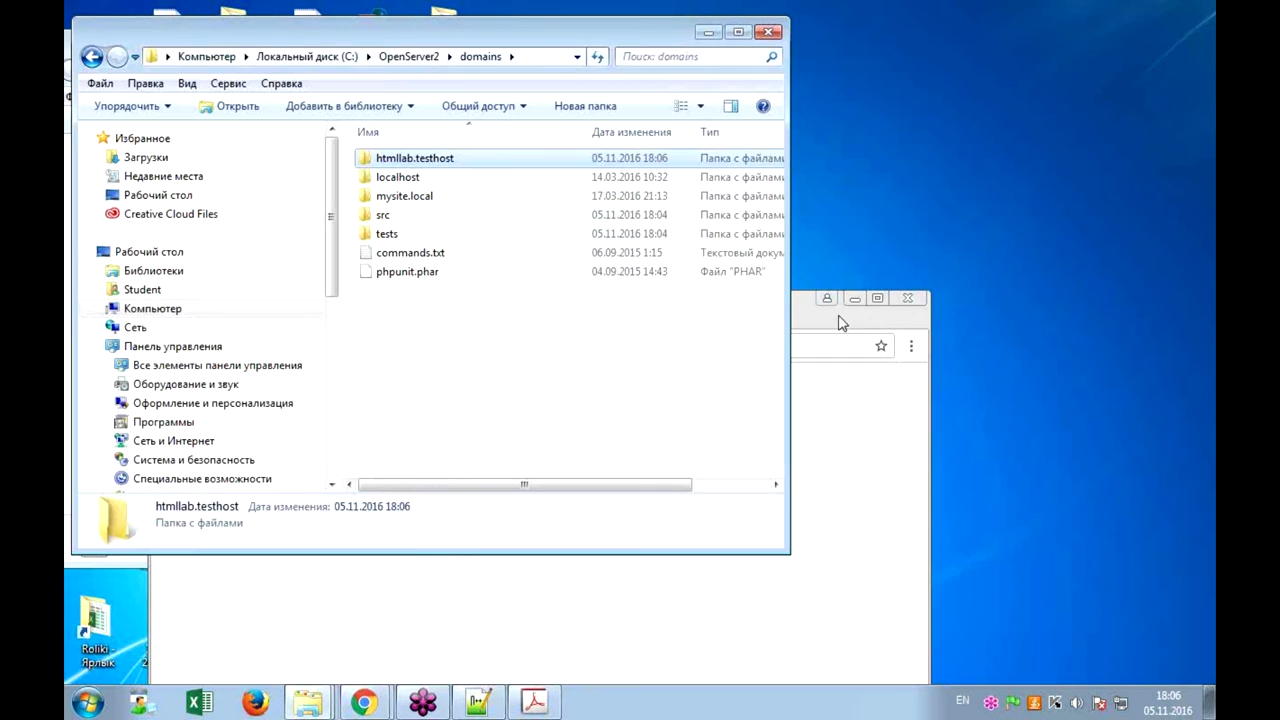 Компьютер
Локальный диск (C:)
OpenServer2
domains
Поиск: domains
Файл
Правка
Вид
Сервис
Справка
Упорядочить
Открыть
Добавить в библиотеку
Общий доступ
Новая папка
Имя
Дата изменения
Тип
Избранное
Загрузки
Недавние места
Рабочий стол
Creative Cloud Files
Рабочий стол
Библиотеки
Student
Компьютер
Сеть
Панель управления
Все элементы панели управления
Оборудование и звук
Оформление и персонализация
Программы
Сеть и Интернет
Система и безопасность
Специальные возможности
htmllab.testhost 05.11.2016 18:06 Папка с файлами
localhost 14.03.2016 10:32 Папка с файлами
mysite.local 17.03.2016 21:13 Папка с файлами
src 05.11.2016 18:04 Папка с файлами
tests 05.11.2016 18:04 Папка с файлами
commands.txt 06.09.2015 1:15 Текстовый докум
phpunit.phar 04.09.2015 14:43 Файл "PHAR"
htmllab.testhost Дата изменения: 05.11.2016 18:06
Папка с файлами
Roliki -
Ярлык
EN
18:06
05.11.2016